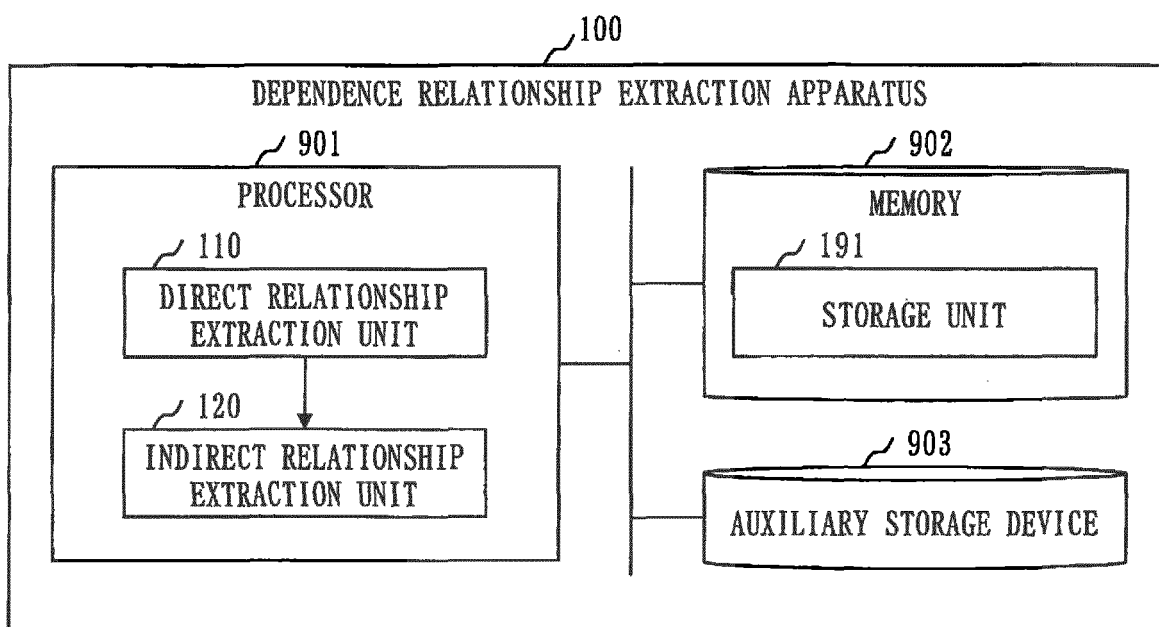 100
DEPENDENCE RELATIONSHIP EXTRACTION APPARATUS
901
PROCESSOR
110
DIRECT RELATIONSHIP
EXTRACTION UNIT
120
INDIRECT RELATIONSHIP
EXTRACTION UNIT
902
MEMORY
191
STORAGE UNIT
903
AUXILIARY STORAGE DEVICE